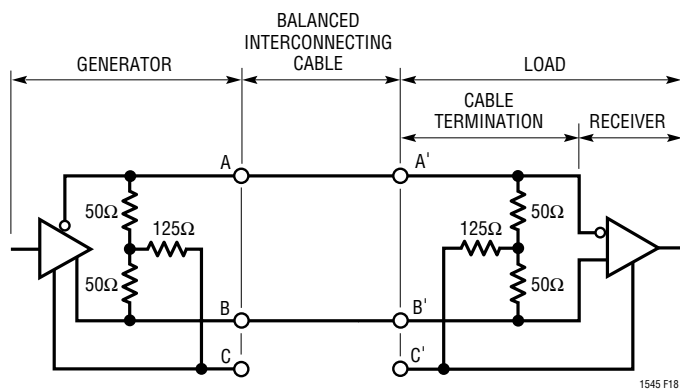 BALANCED
INTERCONNECTING
CABLE
GENERATOR
LOAD
CABLE
TERMINATION
RECEIVER
A
A'
50Ω
125Ω
50Ω
125Ω
50Ω
50Ω
B
B'
C
C'
1545 F18